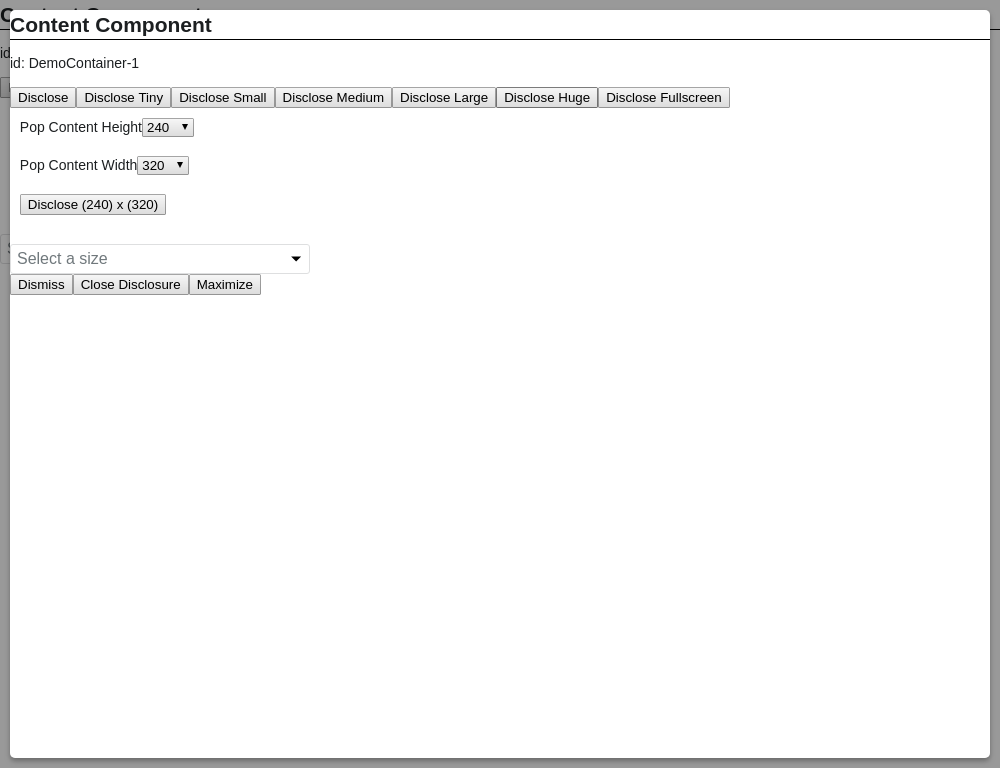 Content Component
id: DemoContainer-1
Disclose Disclose Tiny Disclose Small Disclose Medium Disclose Large Disclose Huge Disclose Fullscreen
Pop Content Height 240
Pop Content Width 320
Disclose (240) x (320)
Select a size
Dismiss Close Disclosure Maximize